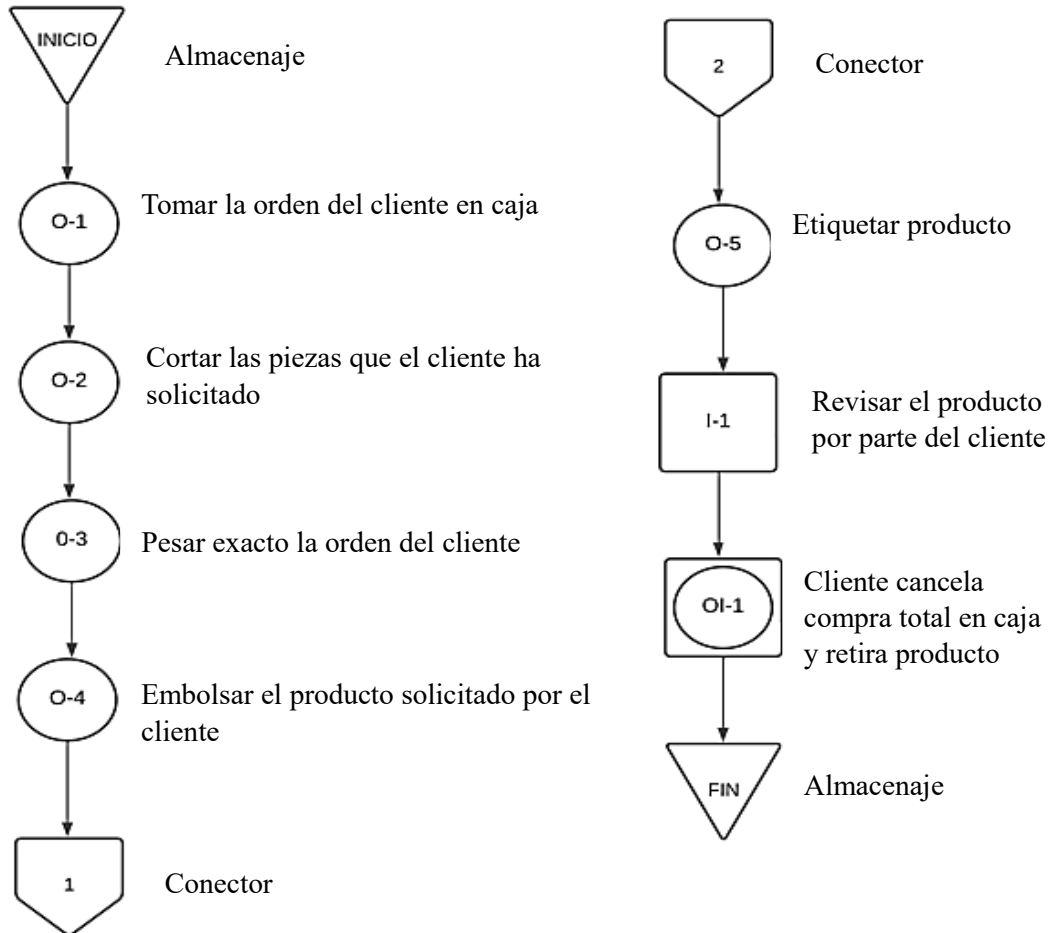 INICIO
Almacenaje
O-1
Tomar la orden del cliente en caja
O-2
Cortar las piezas que el cliente ha
solicitado
0-3
Pesar exacto la orden del cliente
O-4
Embolsar el producto solicitado por el
cliente
1
Conector
2
Conector
O-5
Etiquetar producto
I-1
Revisar el producto
por parte del cliente
OI-1
Cliente cancela
compra total en caja
y retira producto
FIN
Almacenaje